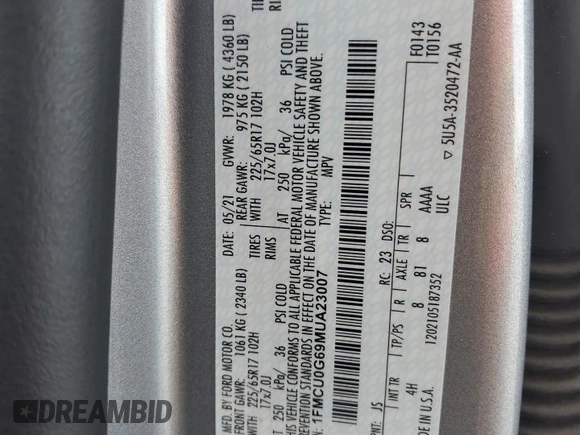 MFD. BY FORD MOTOR CO.
DATE: 05/21 GVWR: 1978 KG ( 4360 LB)
FRONT GAWR: 1061 KG ( 2340 LB) REAR GAWR: 975 KG ( 2150 LB)
225/65R17 102H TIRES WITH 225/65R17 102H
17x7.0J RIMS 17x7.0J
250 kPa/ 36 PSI COLD AT 250 kPa/ 36 PSI COLD
THIS VEHICLE CONFORMS TO ALL APPLICABLE FEDERAL MOTOR VEHICLE SAFETY AND THEFT
PREVENTION STANDARDS IN EFFECT ON THE DATE OF MANUFACTURE SHOWN ABOVE.
1FMCU0G69MUA23007 TYPE: MPV
F0143
T0156
PNT: JS RC: 23 DSO:
INT TR TP/PS R AXLE TR SPR
4H 8 81 8 AAAA
IN U.S.A. 1202105187352 ULC
▽ 5U5A-3520472-AA
DREAMBID